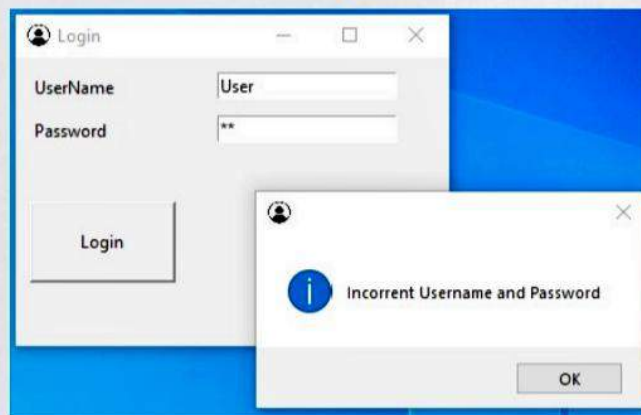 Login
UserName
User
Password
**
Login
Incorrent Username and Password
OK